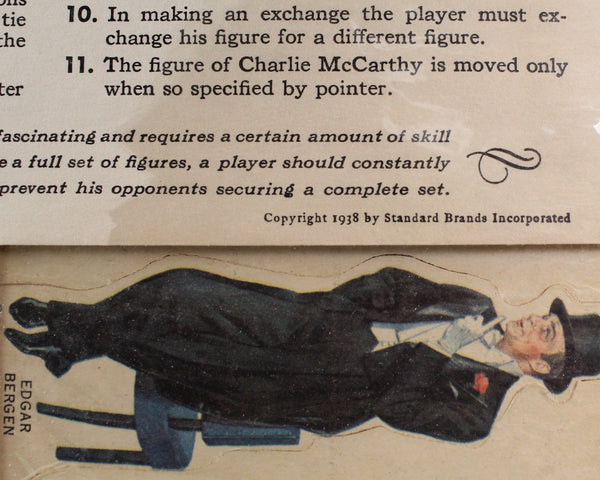 tie
the
ter
10. In making an exchange the player must ex-
change his figure for a different figure.
11. The figure of Charlie McCarthy is moved only
when so specified by pointer.
fascinating and requires a certain amount of skill
e a full set of figures, a player should constantly
prevent his opponents securing a complete set.
Copyright 1938 by Standard Brands Incorporated
EDGAR
BERGEN